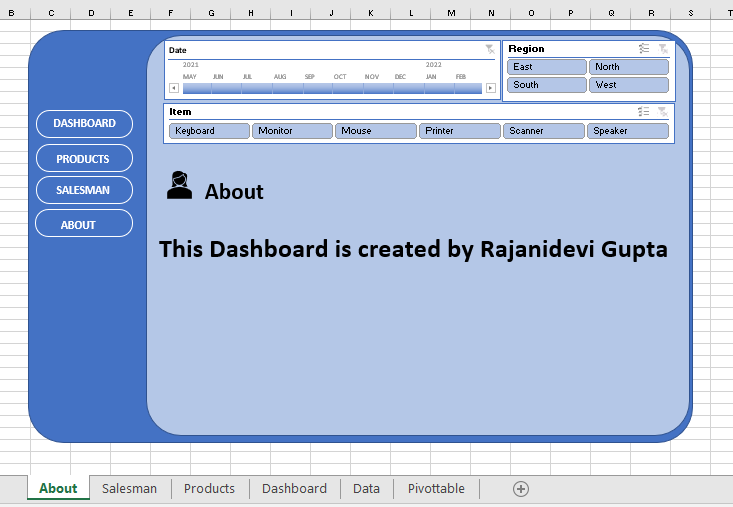 B C D E F G H I J K L M N O P Q R S T
Date
2021 2022
MAY JUN JUL AUG SEP OCT NOV DEC JAN FEB
Region
East North
South West
Item
Keyboard Monitor Mouse Printer Scanner Speaker
DASHBOARD
PRODUCTS
SALESMAN
ABOUT
About
This Dashboard is created by Rajanidevi Gupta
About Salesman Products Dashboard Data Pivottable